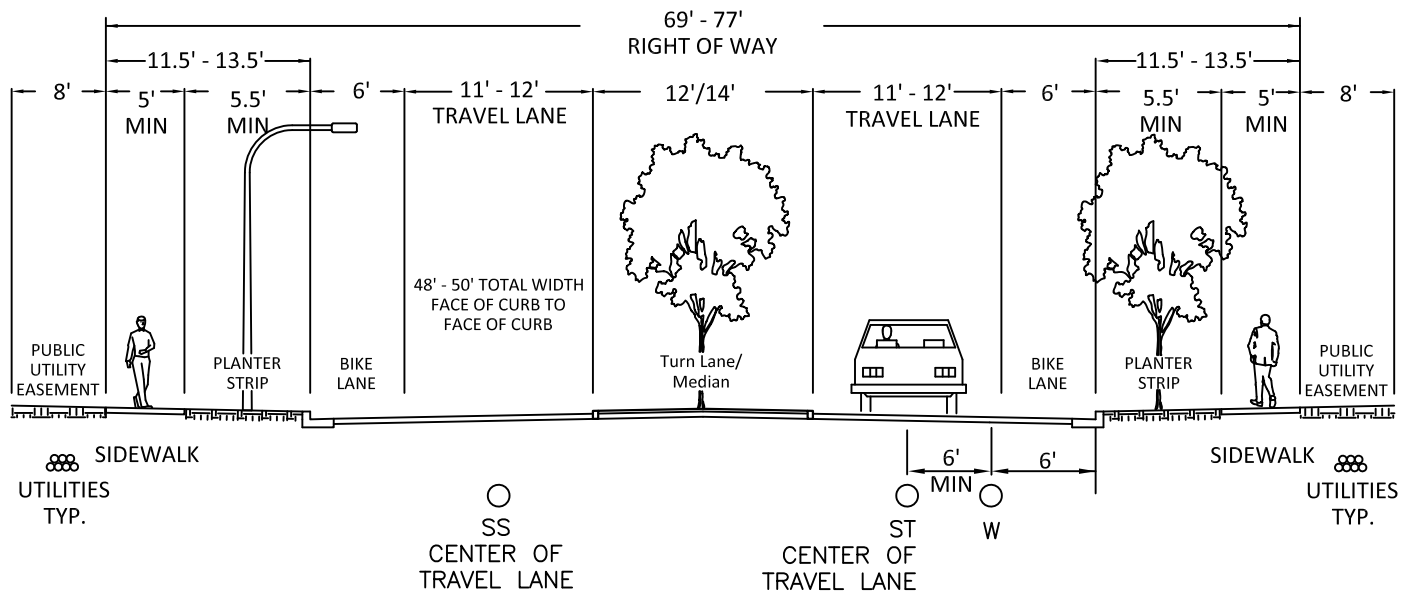 69' - 77'
RIGHT OF WAY
11.5' - 13.5'
11.5' - 13.5'
8'
5'
MIN
5.5'
MIN
6'
11' - 12'
TRAVEL LANE
12'/14'
11' - 12'
TRAVEL LANE
6'
5.5'
MIN
5'
MIN
8'
48' - 50' TOTAL WIDTH
FACE OF CURB TO
FACE OF CURB
PUBLIC
UTILITY
EASEMENT
PLANTER
STRIP
BIKE
LANE
Turn Lane/
Median
BIKE
LANE
PLANTER
STRIP
PUBLIC
UTILITY
EASEMENT
SIDEWALK
SIDEWALK
6'
MIN
6'
UTILITIES
TYP.
UTILITIES
TYP.
SS
CENTER OF
TRAVEL LANE
ST
CENTER OF
TRAVEL LANE
W